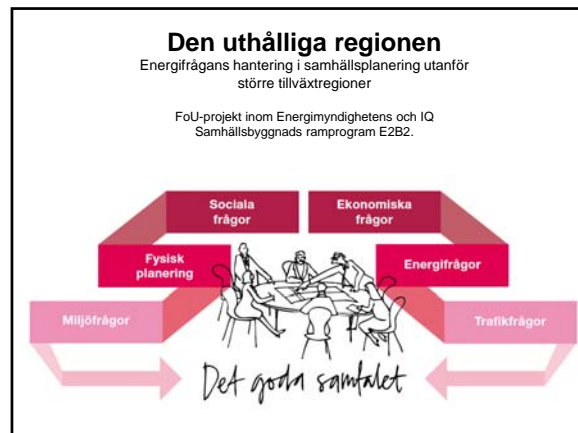 Den uthålliga regionen
Energifrågans hantering i samhällsplanering utanför
större tillväxtregioner
FoU-projekt inom Energimyndighetens och IQ
Samhällsbyggnads ramprogram E2B2.
Sociala
frågor
Ekonomiska
frågor
Fysisk
planering
Energifrågor
Miljöfrågor
Trafikfrågor
Det goda samtalet